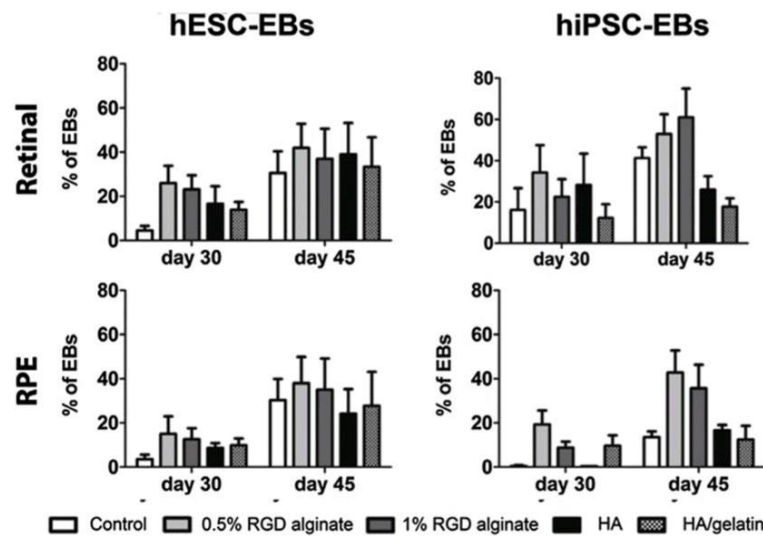 hESC-EBs
hiPSC-EBs
Retinal
% of EBs
80
60
40
20
0
day 30
day 45
% of EBs
80
60
40
20
0
day 30
day 45
RPE
% of EBs
80
60
40
20
0
day 30
day 45
% of EBs
80
60
40
20
0
day 30
day 45
Control 0.5% RGD alginate 1% RGD alginate HA HA/gelatin